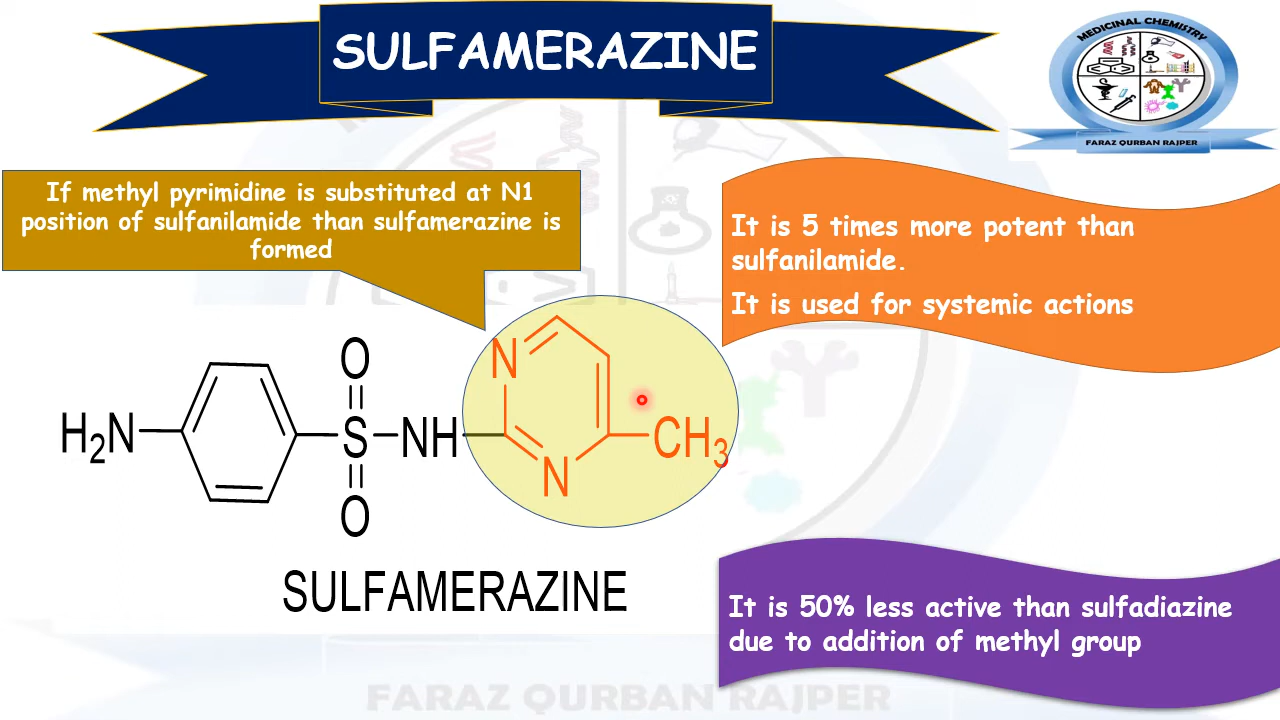 SULFAMERAZINE
MEDICINAL CHEMISTRY
FARAZ QURBAN RAJPER
If methyl pyrimidine is substituted at N1
position of sulfanilamide than sulfamerazine is
formed
It is 5 times more potent than
sulfanilamide.
It is used for systemic actions
O
N
H2N
S
NH
CH3
N
O
SULFAMERAZINE
It is 50% less active than sulfadiazine
due to addition of methyl group
FARAZ QURBAN RAJPER